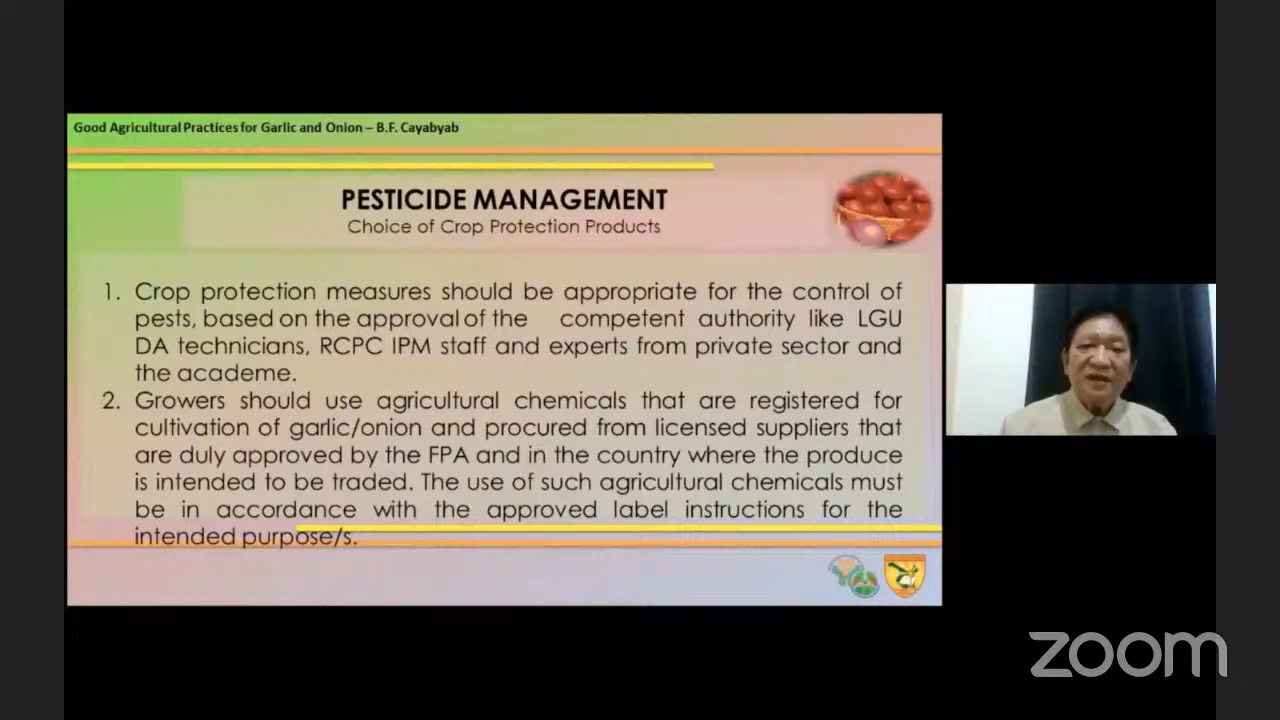 Good Agricultural Practices for Garlic and Onion – B.F. Cayabyab
PESTICIDE MANAGEMENT
Choice of Crop Protection Products
1. Crop protection measures should be appropriate for the control of
pests, based on the approval of the competent authority like LGU
DA technicians, RCPC IPM staff and experts from private sector and
the academe.
2. Growers should use agricultural chemicals that are registered for
cultivation of garlic/onion and procured from licensed suppliers that
are duly approved by the FPA and in the country where the produce
is intended to be traded. The use of such agricultural chemicals must
be in accordance with the approved label instructions for the
intended purpose/s.
zoom